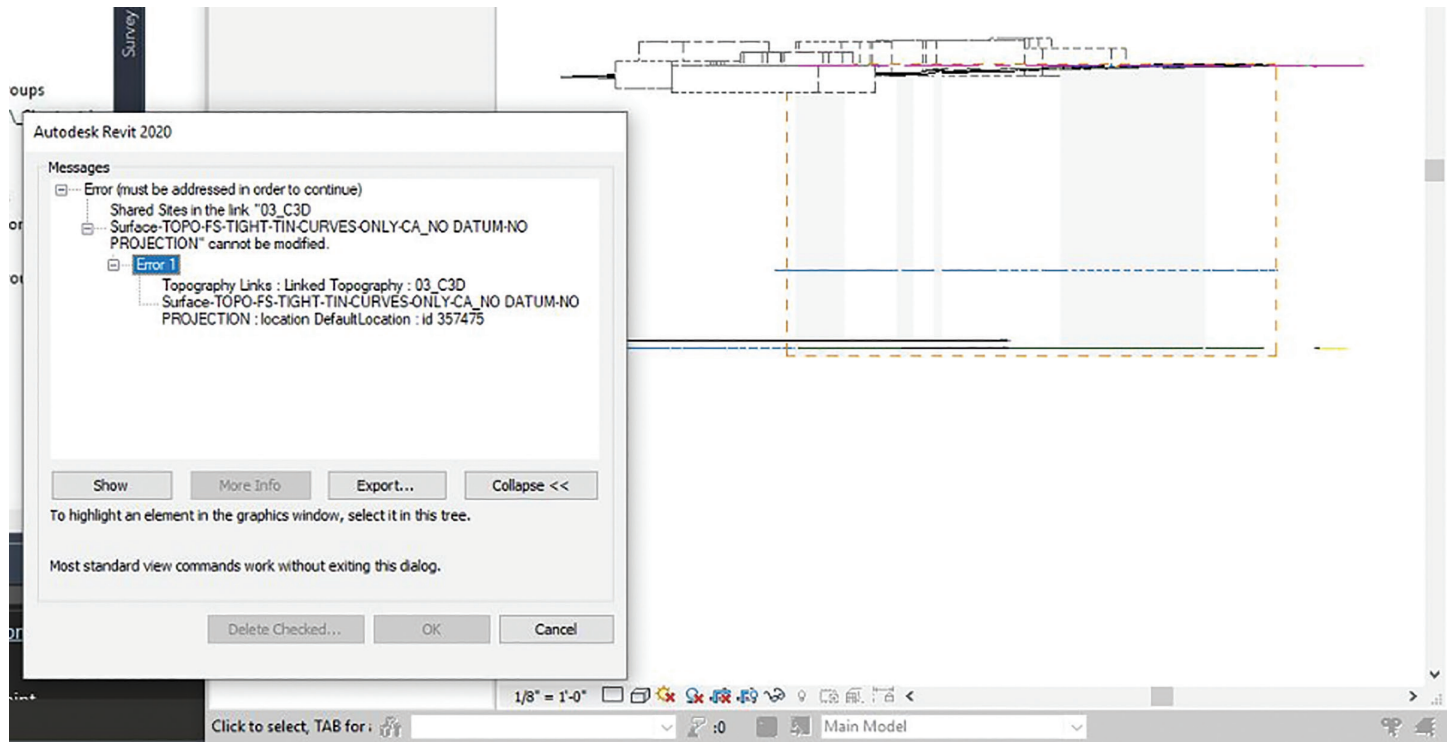 Survey
oups
Autodesk Revit 2020
Messages
Error (must be addressed in order to continue)
Shared Sites in the link "03_C3D
Surface-TOPO-FS-TIGHT-TIN-CURVES-ONLY-CA_NO DATUM-NO
PROJECTION" cannot be modified.
Error 1
Topography Links : Linked Topography : 03_C3D
Surface-TOPO-FS-TIGHT-TIN-CURVES-ONLY-CA_NO DATUM-NO
PROJECTION : location DefaultLocation : id 357475
Show More Info Export... Collapse <<
To highlight an element in the graphics window, select it in this tree.
Most standard view commands work without exiting this dialog.
Delete Checked... OK Cancel
1/8" = 1'-0"
Click to select, TAB for a :0 Main Model